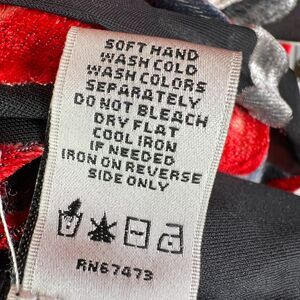 SOFT HAND
WASH COLD
WASH COLORS
SEPARATELY
DO NOT BLEACH
DRY FLAT
COOL IRON
IF NEEDED
IRON ON REVERSE
SIDE ONLY
RN67473